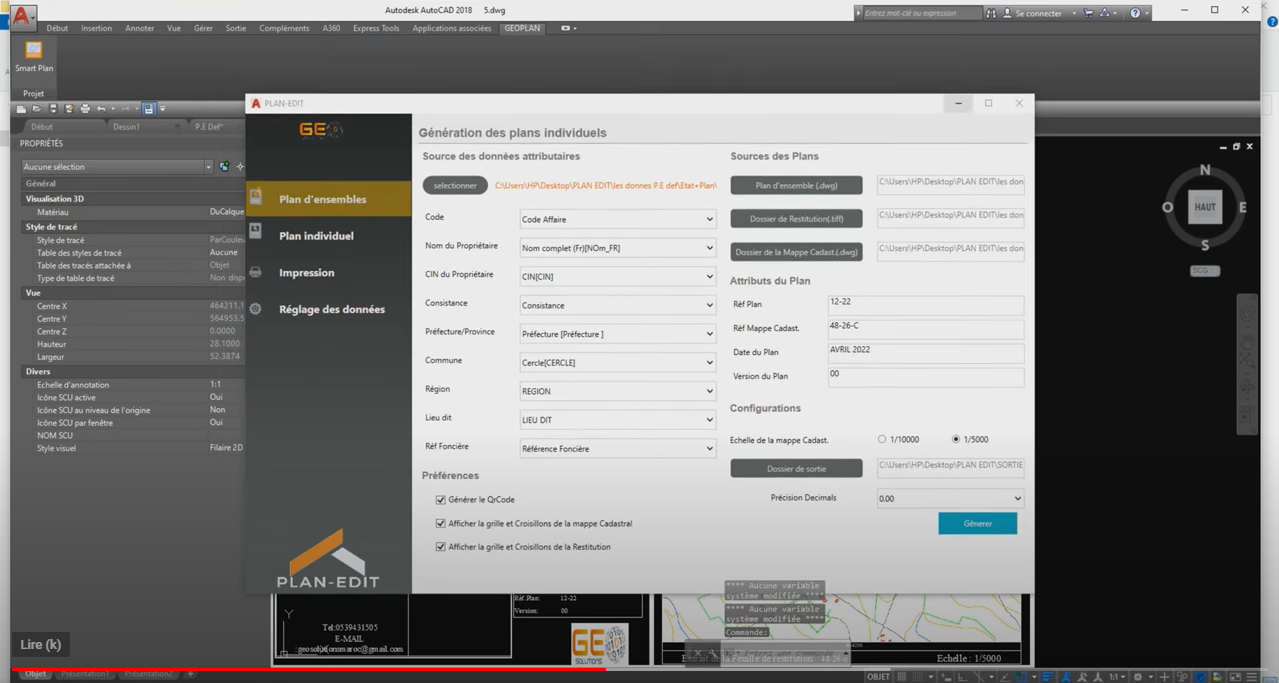 Autodesk AutoCAD 2018 5.dwg
Entrez mot-clé ou expression
Se connecter
Début Insertion Annoter Vue Gérer Sortie Compléments A360 Express Tools Applications associées GEOPLAN
Smart Plan
Projet
Début Dessin1 P.E Def*
PROPRIÉTÉS
Aucune sélection
Général
Visualisation 3D
Matériau DuCalque
Style de tracé
Style de tracé ParCouleu
Table des styles de tracé Aucune
Table des tracés attachée à Objet
Type de table de tracé Non dispo
Vue
Centre X 464211.1
Centre Y 564953.5
Centre Z 0.0000
Hauteur 28.1000
Largeur 52.3874
Divers
Echelle d'annotation 1:1
Icône SCU active Oui
Icône SCU au niveau de l'origine Non
Icône SCU par fenêtre Oui
NOM SCU
Style visuel Filaire 2D
PLAN-EDIT
GEO
Plan d'ensembles
Plan individuel
Impression
Réglage des données
PLAN-EDIT
Génération des plans individuels
Source des données attributaires
selectionner C:\Users\HP\Desktop\PLAN EDIT\les donnes P.E def\Etat+Plan\
Code Code Affaire
Nom du Propriétaire Nom complet (Fr)[NOm_FR]
CIN du Propriétaire CIN[CIN]
Consistance Consistance
Préfecture/Province Préfecture [Préfecture ]
Commune Cercle[CERCLE]
Région REGION
Lieu dit LIEU DIT
Réf Foncière Référence Foncière
Préférences
Générer le QrCode
Afficher la grille et Croisillons de la mappe Cadastral
Afficher la grille et Croisillons de la Restitution
Sources des Plans
Plan d'ensemble (.dwg) C:\Users\HP\Desktop\PLAN EDIT\les don
Dossier de Restitution(.tiff) C:\Users\HP\Desktop\PLAN EDIT\les don
Dossier de la Mappe Cadast.(.dwg) C:\Users\HP\Desktop\PLAN EDIT\les don
Attributs du Plan
Réf Plan 12-22
Réf Mappe Cadast. 48-26-C
Date du Plan AVRIL 2022
Version du Plan 00
Configurations
Echelle de la mappe Cadast. 1/10000 1/5000
Dossier de sortie C:\Users\HP\Desktop\PLAN EDIT\SORTIE
Précision Decimals 0.00
Génerer
N
O HAUT E
S
SCG
**** Aucune variable
système modifiée ****
**** Aucune variable
système modifiée ****
Commande:
Y
Tel:0539431505
E-MAIL
:geosolutionsmaroc@gmail.com
Réf.Plan: 12-22
Version: 00
GEO
SOLUTIONS
Extrait de la Feuille de restitution: 48-26-C Echelle : 1/5000
Lire (k)
Objet Présentation1 Présentation2
OBJET 1:1